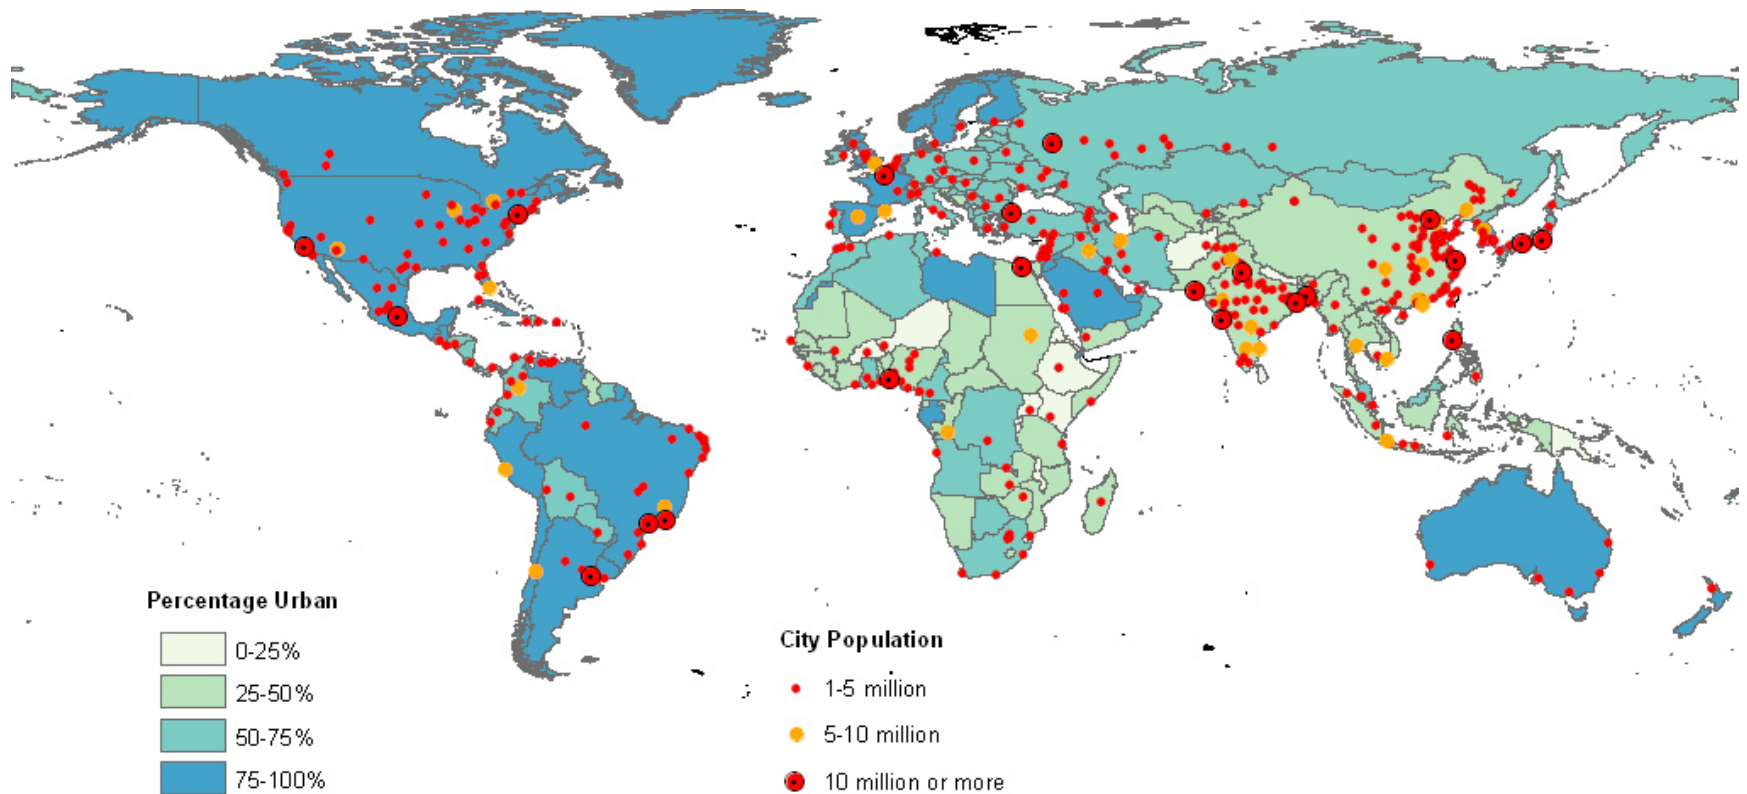 Percentage Urban
0-25%
25-50%
50-75%
75-100%
City Population
1-5 million
5-10 million
10 million or more